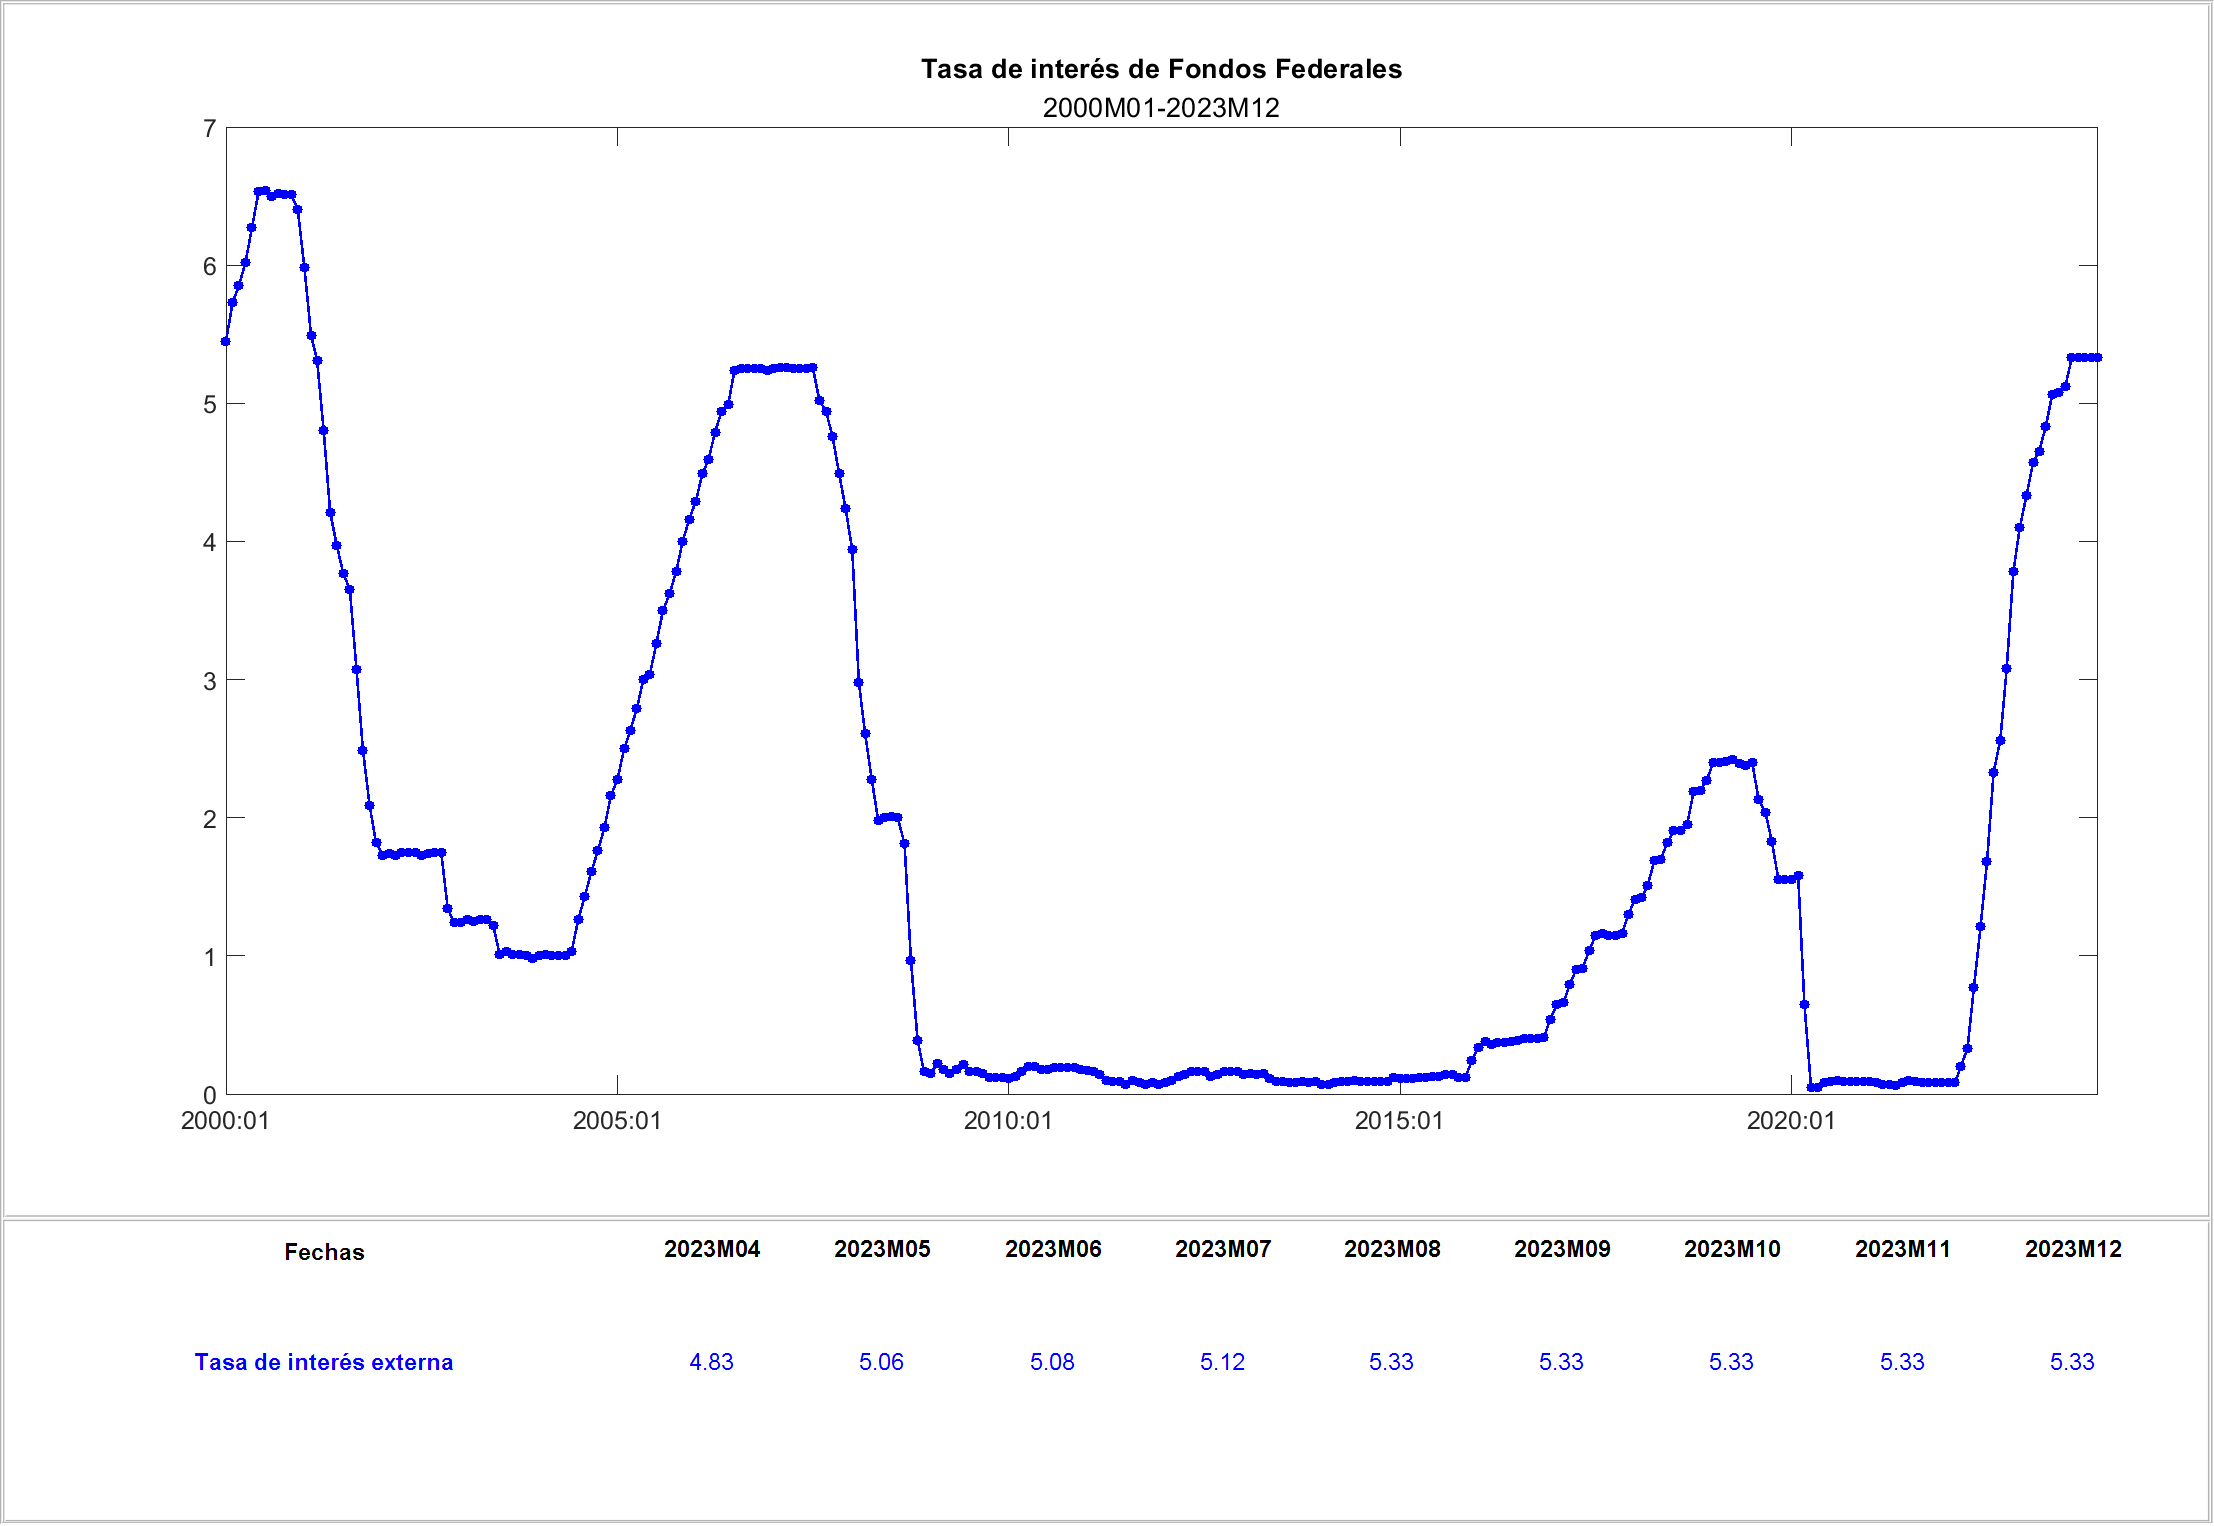 Tasa de interés de Fondos Federales
2000M01-2023M12
7
6
5
4
3
2
1
0
2000:01 2005:01 2010:01 2015:01 2020:01
Fechas 2023M04 2023M05 2023M06 2023M07 2023M08 2023M09 2023M10 2023M11 2023M12
Tasa de interés externa 4.83 5.06 5.08 5.12 5.33 5.33 5.33 5.33 5.33